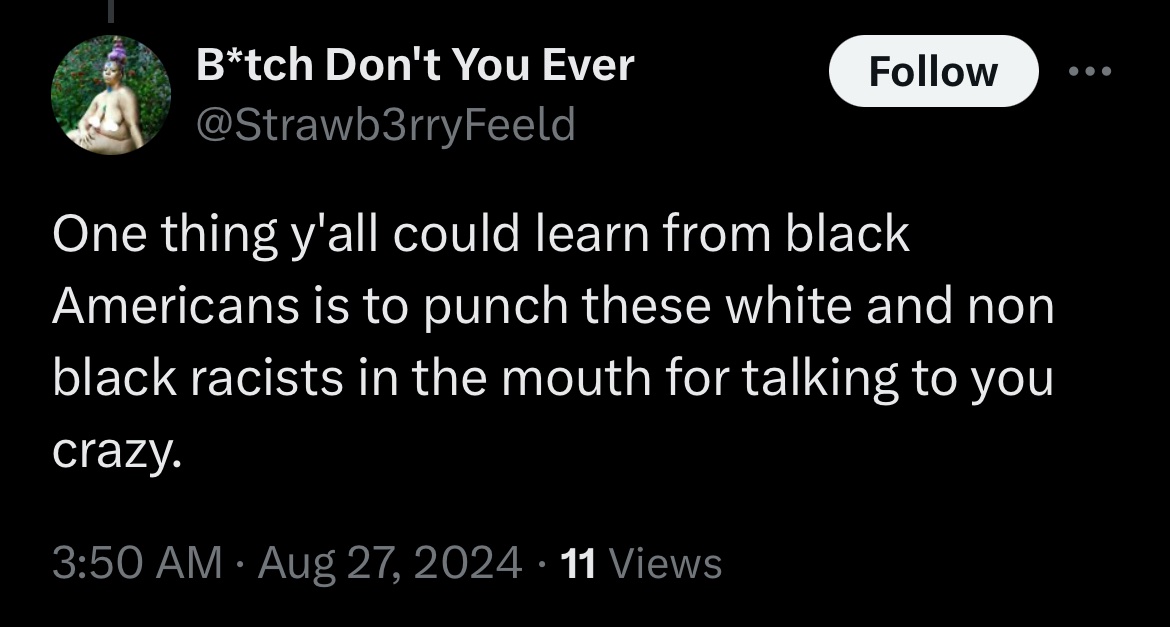 B*tch Don't You Ever
Follow
@Strawb3rryFeeld
One thing y'all could learn from black
Americans is to punch these white and non
black racists in the mouth for talking to you
crazy.
3:50 AM · Aug 27, 2024 · 11 Views